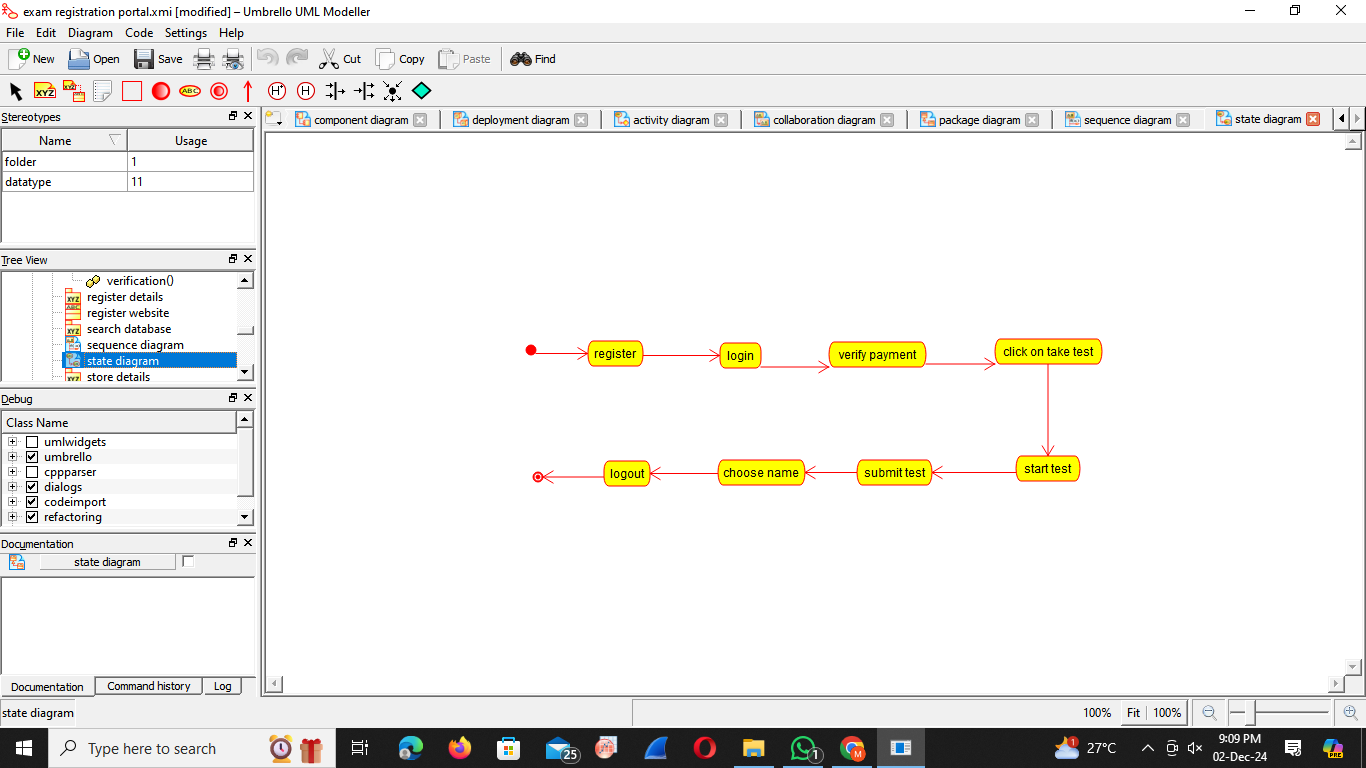 exam registration portal.xmi [modified] – Umbrello UML Modeller
File Edit Diagram Code Settings Help
New Open Save Cut Copy Paste Find
XYZ XYZ ABC H* H
Stereotypes
component diagram deployment diagram activity diagram collaboration diagram package diagram sequence diagram state diagram
Name Usage
folder 1
datatype 11
Tree View
verification()
register details
register website
search database
sequence diagram
state diagram
store details
register login verify payment click on take test
logout choose name submit test start test
Debug
Class Name
umlwidgets
umbrello
cppparser
dialogs
codeimport
refactoring
Documentation
state diagram
Documentation Command history Log
state diagram 100% Fit 100%
Type here to search 25 1 M 1 27°C 9:09 PM
02-Dec-24 PRE